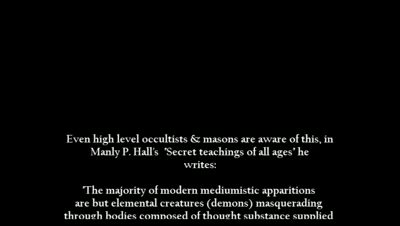 Even high level occultists & masons are aware of this, in
Manly P. Hall's "Secret teachings of all ages" he
writes:
"The majority of modern mediumistic apparitions
are but elemental creatures (demons) masquerading
through bodies composed of thought substance supplied